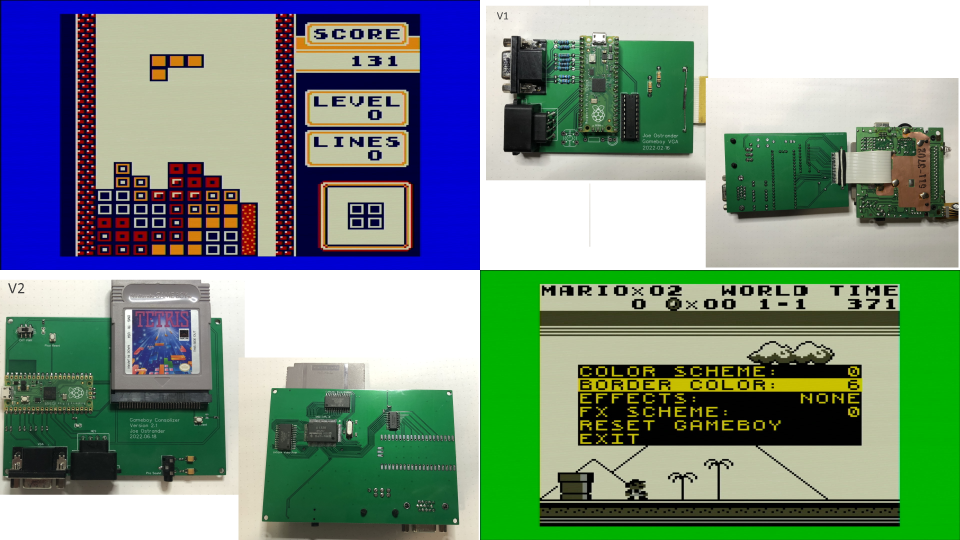 SCORE
131
LEVEL
0
LINES
0
V1
Joe Ostrander
Gameboy VGA
2022-02-18
V2
TETRIS
Gameboy Consolizer
Version 2.1
Joe Ostrander
2022-06-18
MARIO×02 WORLD TIME
0 ×00 1-1 371
COLOR SCHEME: 0
BORDER COLOR: 6
EFFECTS: NONE
FX SCHEME: 0
RESET GAMEBOY
EXIT